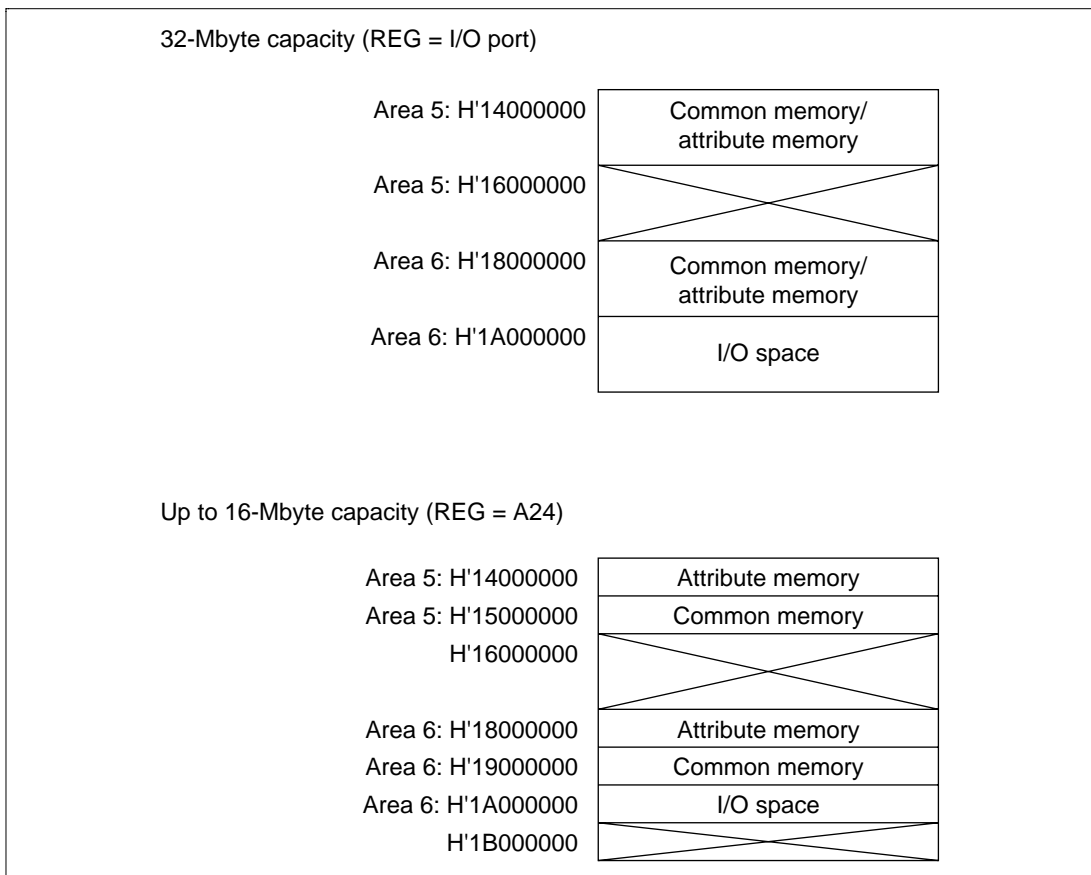 32-Mbyte capacity (REG = I/O port)
Area 5: H'14000000
Common memory/
attribute memory
Area 5: H'16000000
Area 6: H'18000000
Common memory/
attribute memory
Area 6: H'1A000000
I/O space
Up to 16-Mbyte capacity (REG = A24)
Area 5: H'14000000 Attribute memory
Area 5: H'15000000 Common memory
H'16000000
Area 6: H'18000000 Attribute memory
Area 6: H'19000000 Common memory
Area 6: H'1A000000 I/O space
H'1B000000